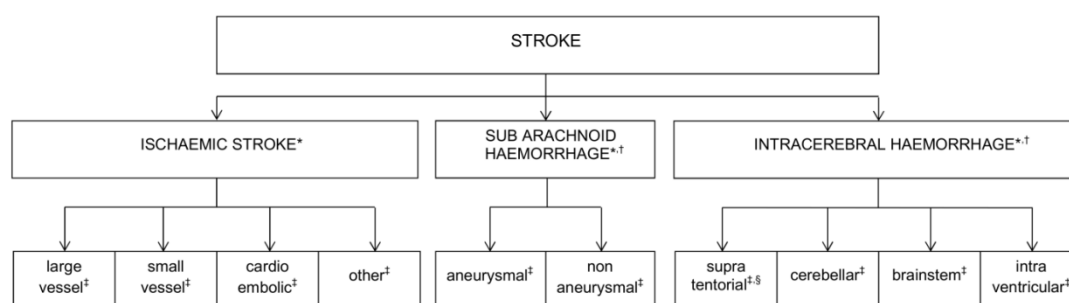 STROKE
ISCHAEMIC STROKE*
SUB ARACHNOID
HAEMORRHAGE*,†
INTRACEREBRAL HAEMORRHAGE*,†
large
vessel‡
small
vessel‡
cardio
embolic‡
other‡
aneurysmal‡
non
aneurysmal‡
supra
tentorial‡,§
cerebellar‡
brainstem‡
intra
ventricular‡